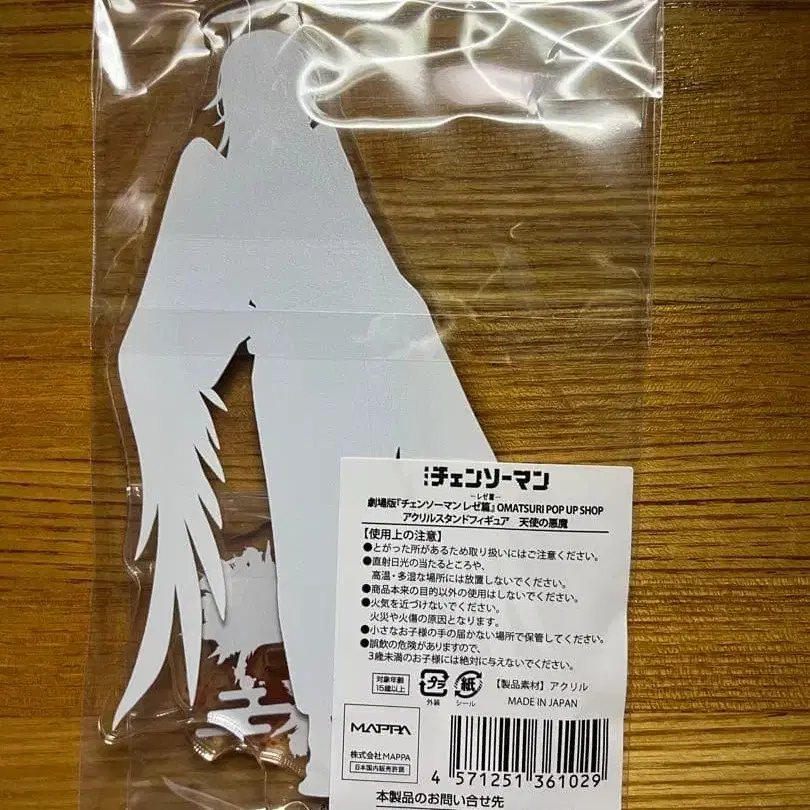 劇場版 チェンソーマン
―レゼ篇―
劇場版『チェンソーマン レゼ篇』 OMATSURI POP UP SHOP
アクリルスタンドフィギュア 天使の悪魔
【使用上の注意】
●とがった所があるため取り扱いにはご注意ください。
●直射日光の当たるところや、
高温・多湿な場所には放置しないでください。
●商品本来の目的以外の使用はしないでください。
●火気を近づけないでください。
火災や火傷の原因となります。
●小さなお子様の手の届かない場所で保管してください。
●誤飲の危険がありますので、
3歳未満のお子様には絶対に与えないでください。
対象年齢
15歳以上
プラ
外装
紙
シール
【製品素材】アクリル
MADE IN JAPAN
MAPPA
株式会社MAPPA
日本国内販売許諾
4 571251 361029
本製品のお問い合せ先